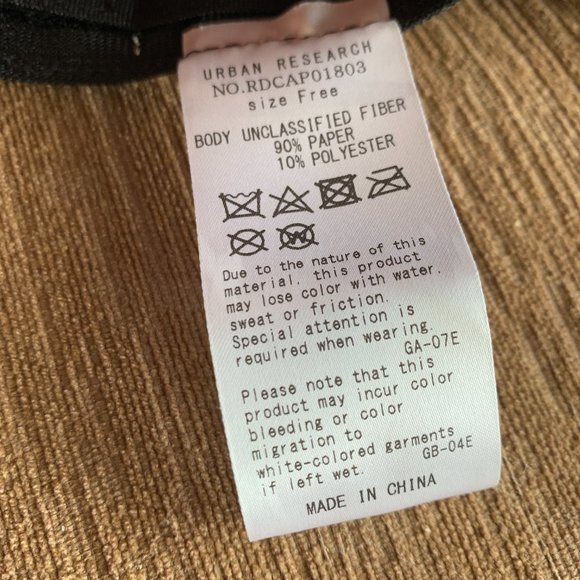 URBAN RESEARCH
NO.RDCAP01803
size Free
BODY UNCLASSIFIED FIBER
90% PAPER
10% POLYESTER
W
Due to the nature of this
material. this product
may lose color with water.
sweat or friction.
Special attention is
required when wearing.
GA-07E
Please note that this
product may incur color
bleeding or color
migration to
white-colored garments
if left wet.
GB-04E
MADE IN CHINA